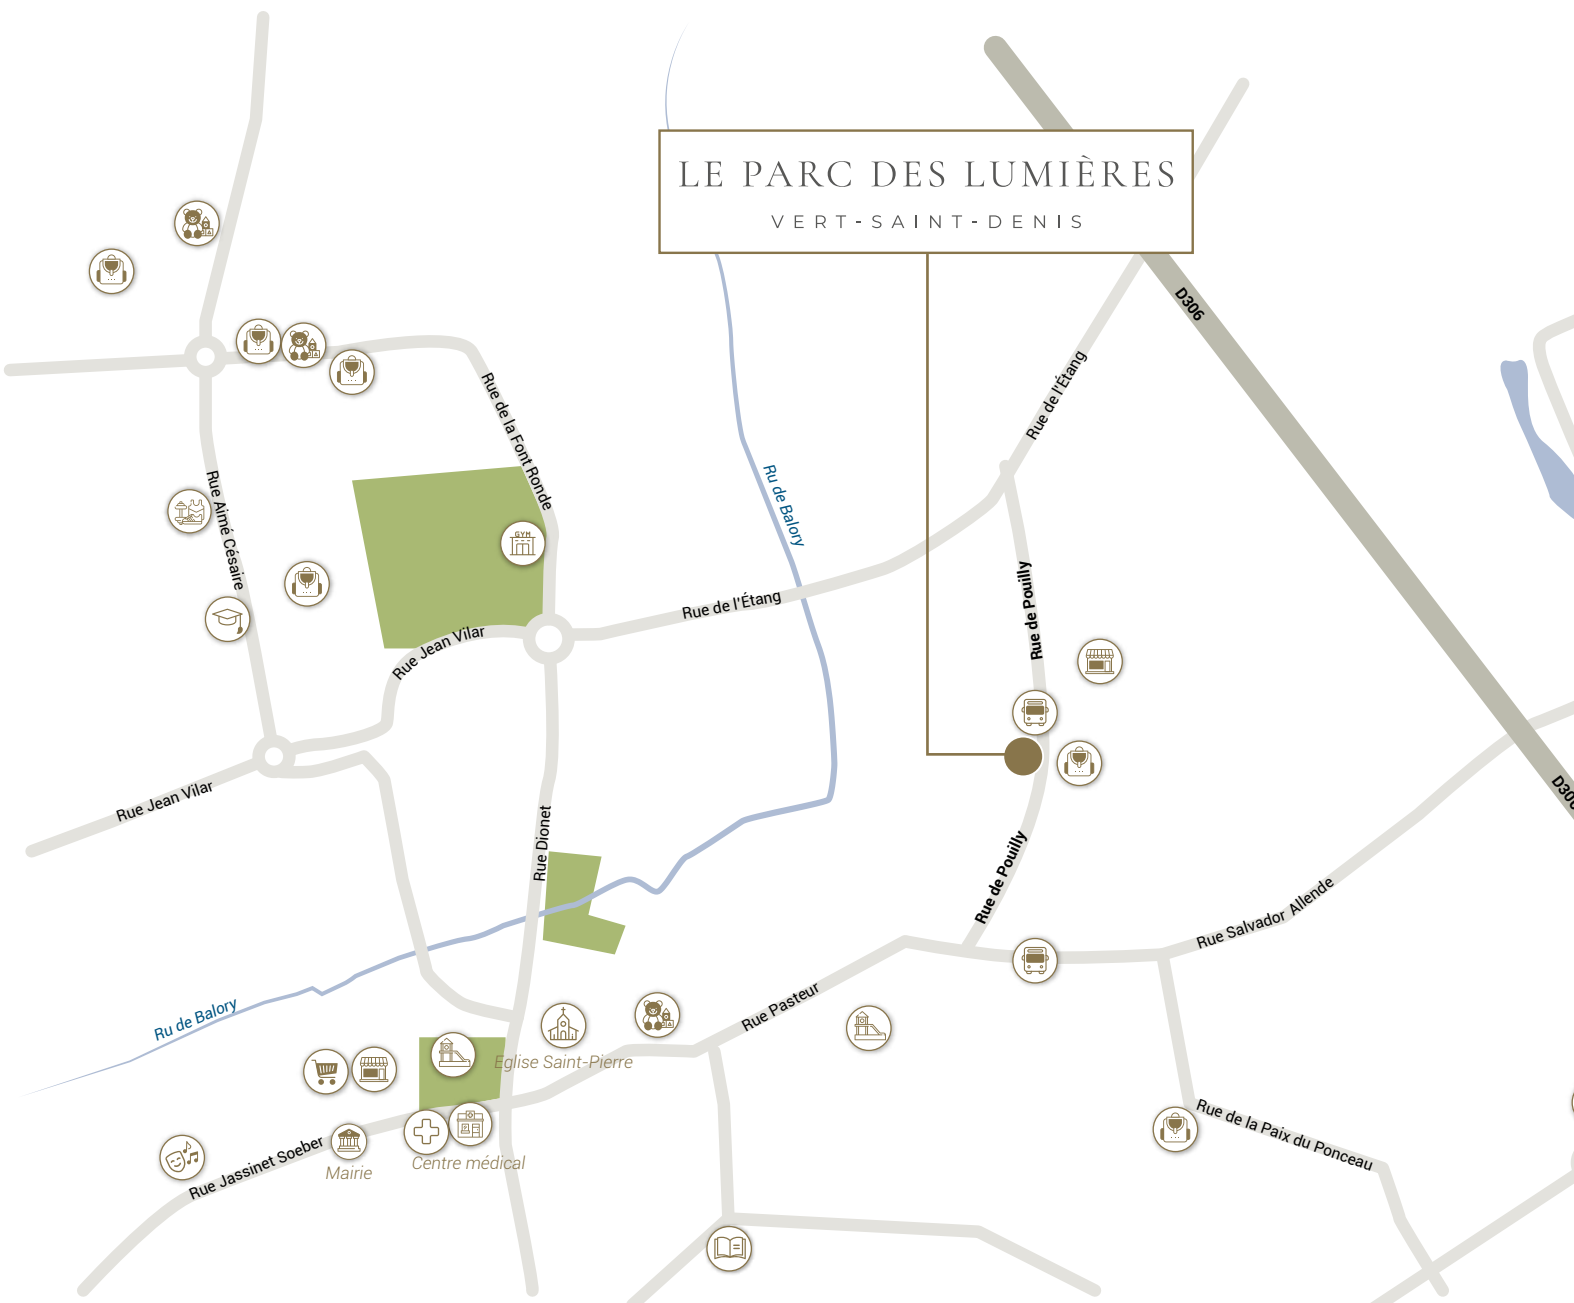 LE PARC DES LUMIÈRES
VERT-SAINT-DENIS
D306
Rue de l'Étang
Rue de la Font Ronde
Ru de Balory
Rue Aimé Césaire
GYM
Rue de Pouilly
Rue de l'Étang
Rue Jean Vilar
Rue Jean Vilar
D306
Rue Dionet
Rue de Pouilly
Rue Salvador Allende
Rue Pasteur
Ru de Balory
Eglise Saint-Pierre
Rue de la Paix du Ponceau
Rue Jassinet Soeber
Mairie
Centre médical